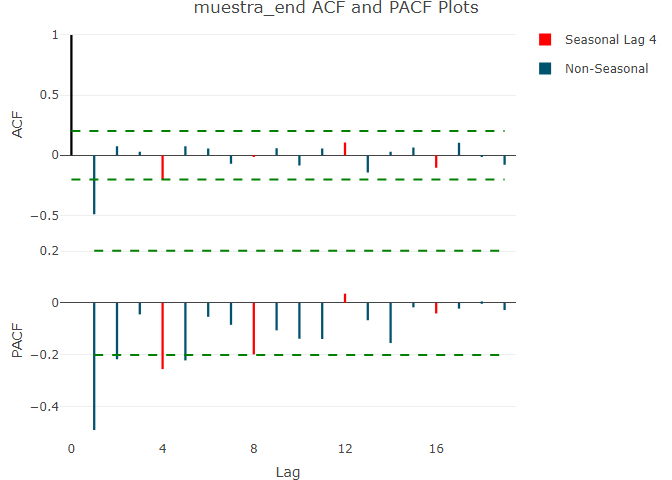 muestra_end ACF and PACF Plots
Seasonal Lag 4
Non-Seasonal
ACF
1
0.5
0
−0.5
PACF
0.2
0
−0.2
−0.4
0 4 8 12 16
Lag